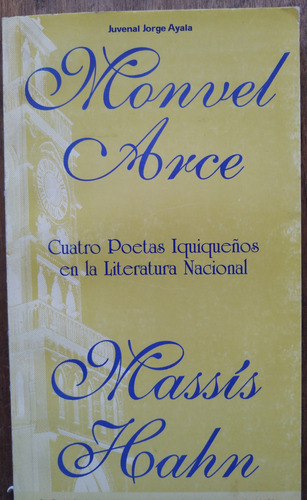 Juvenal Jorge Ayala
Monvel
Arce
Cuatro Poetas Iquiqueños
en la Literatura Nacional
Massís
Hahn